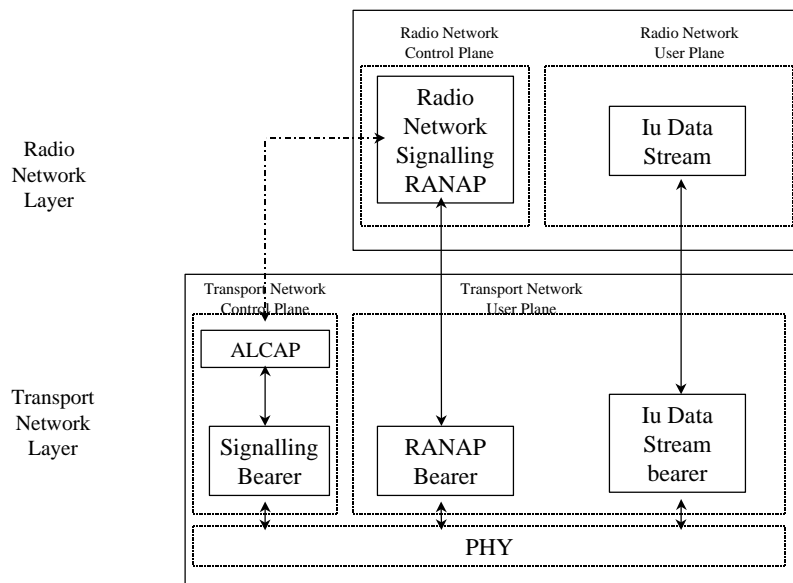 Radio Network
Control Plane
Radio Network
User Plane
Radio
Network
Signalling
RANAP
Iu Data
Stream
Radio
Network
Layer
Transport Network
Control Plane
Transport Network
User Plane
ALCAP
Transport
Network
Layer
Signalling
Bearer
RANAP
Bearer
Iu Data
Stream
bearer
PHY